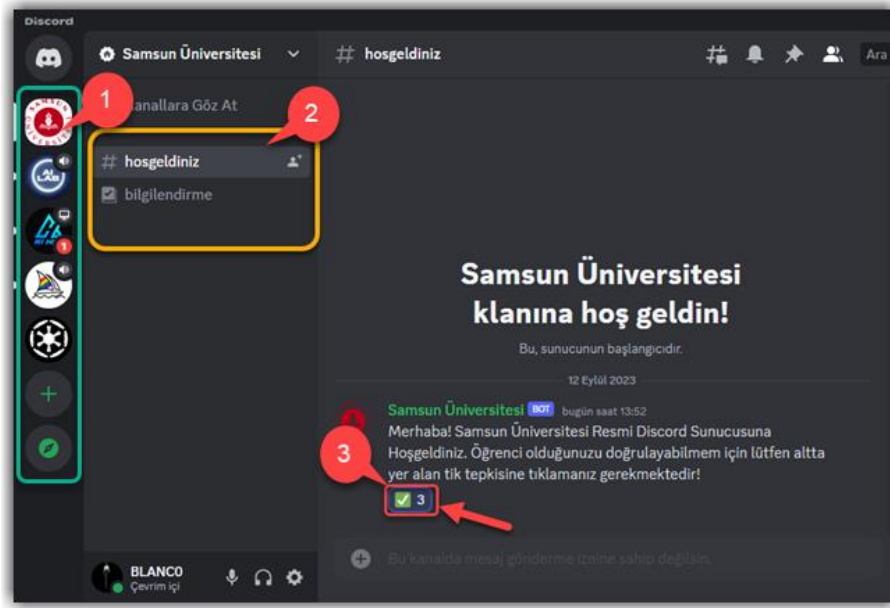 Discord
Samsun Üniversitesi
hosgeldiniz
Ara
1
Kanallara Göz At
2
hosgeldiniz
bilgilendirme
1
Samsun Üniversitesi
klanına hoş geldin!
Bu, sunucunun başlangıcıdır.
12 Eylül 2023
Samsun Üniversitesi BOT bugün saat 13:52
Merhaba! Samsun Üniversitesi Resmi Discord Sunucusuna
Hoşgeldiniz. Öğrenci olduğunuzu doğrulayabilmem için lütfen altta
yer alan tik tepkisine tıklamanız gerekmektedir!
3
3
Bu kanalda mesaj gönderme iznine sahip değilsin.
BLANCO
Çevrim içi